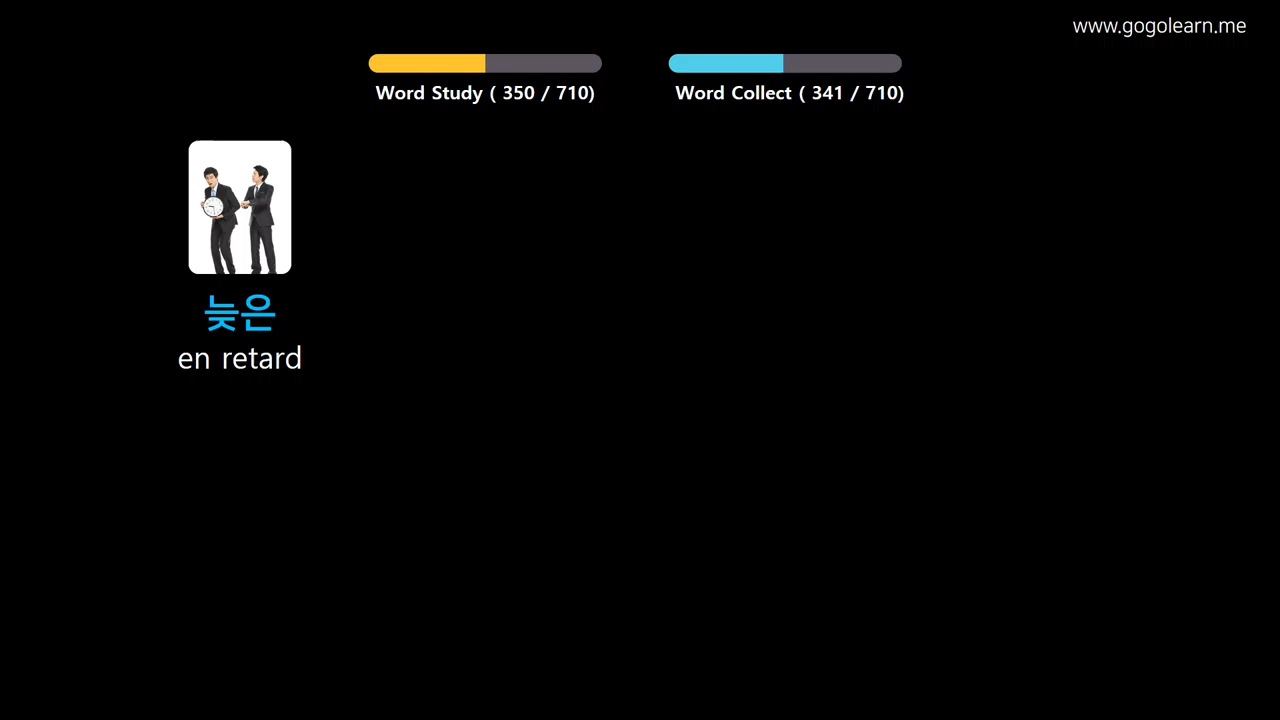 www.gogolearn.me
Word Study ( 350 / 710)
Word Collect ( 341 / 710)
늦은
en retard